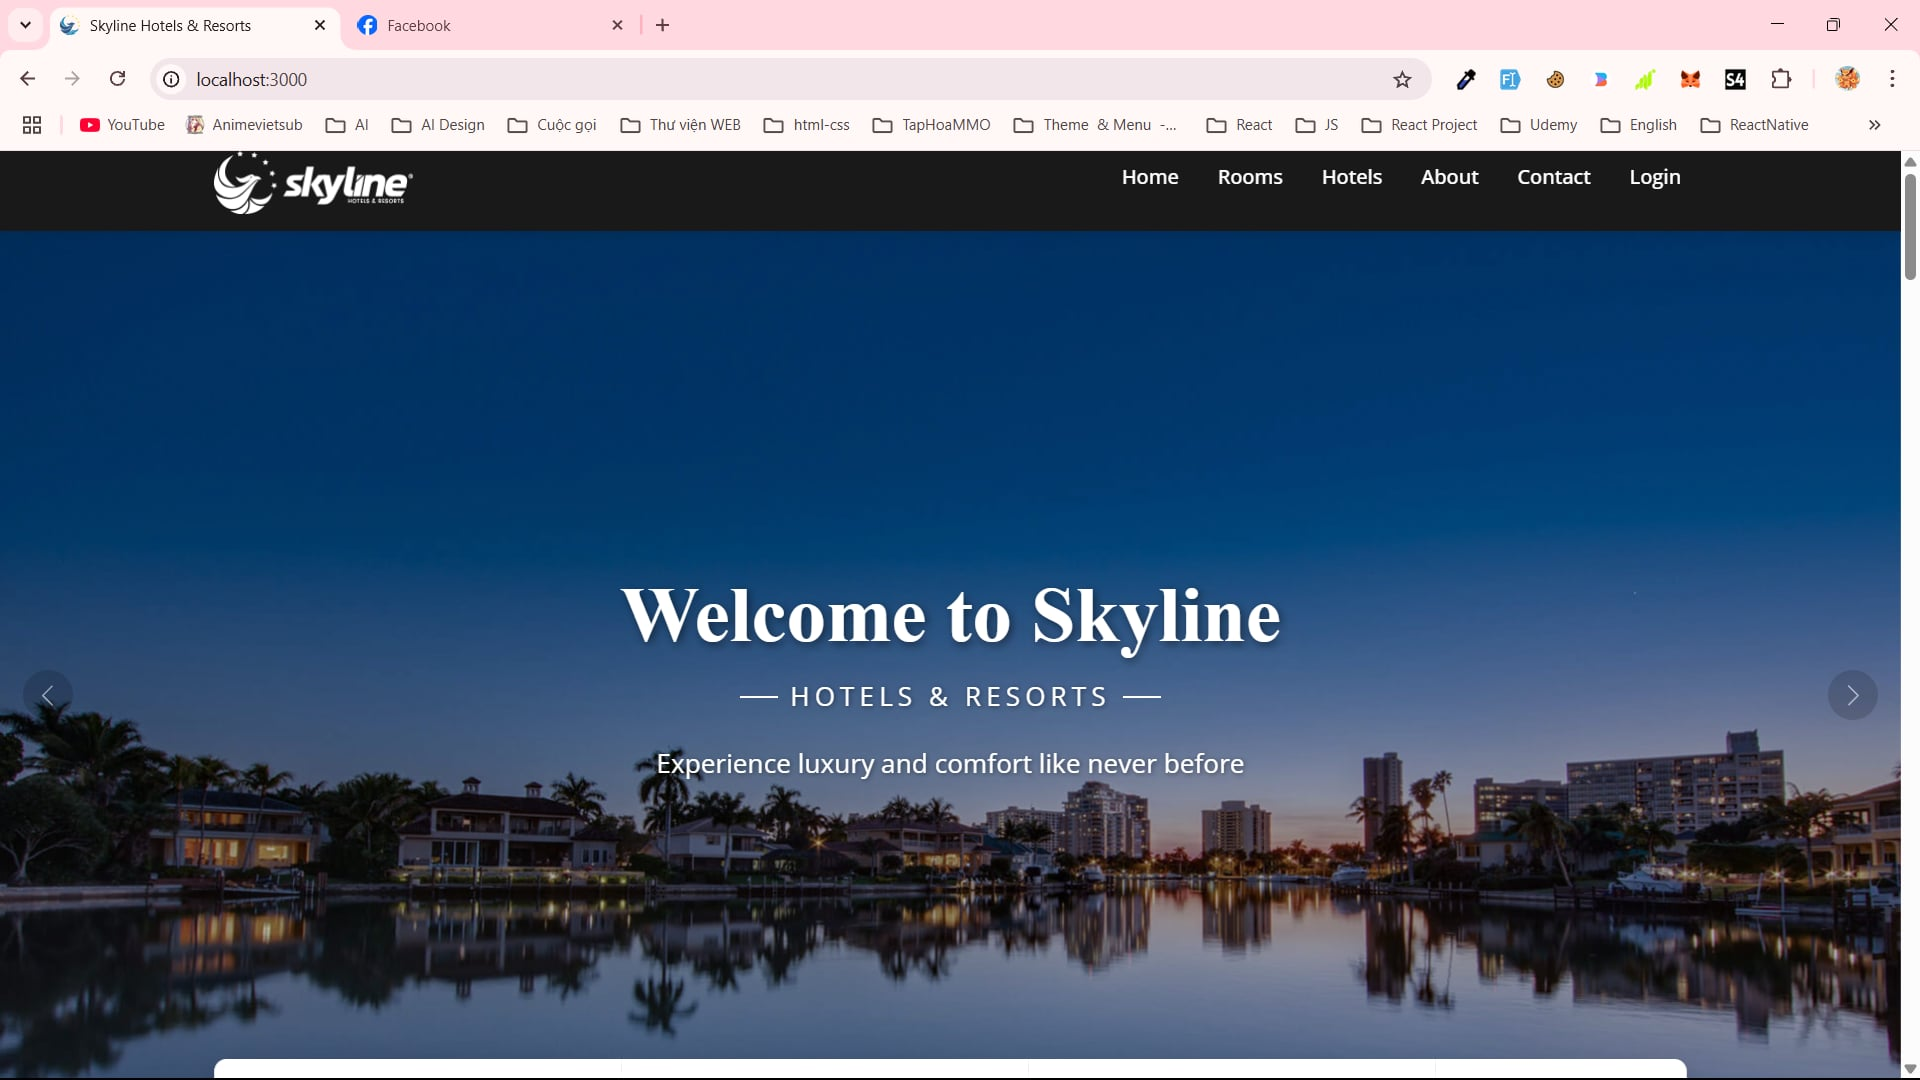 Skyline Hotels & Resorts
Facebook
localhost:3000
FI
S4
YouTube
Animevietsub
AI
AI Design
Cuộc gọi
Thư viện WEB
html-css
TapHoaMMO
Theme & Menu -...
React
JS
React Project
Udemy
English
ReactNative
skyline
HOTELS & RESORTS
Home
Rooms
Hotels
About
Contact
Login
Welcome to Skyline
HOTELS & RESORTS
Experience luxury and comfort like never before